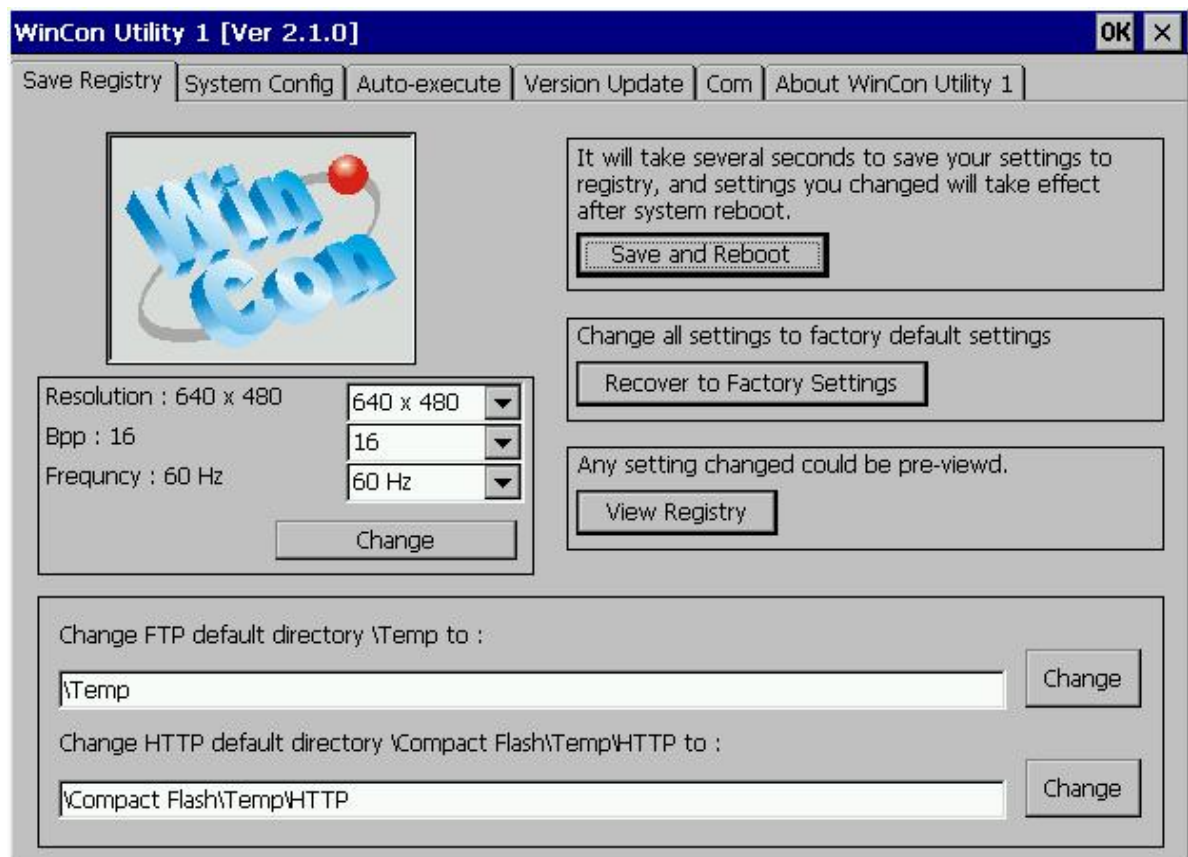 WinCon Utility 1 [Ver 2.1.0]
OK
Save Registry
System Config
Auto-execute
Version Update
Com
About WinCon Utility 1
Win
Con
It will take several seconds to save your settings to
registry, and settings you changed will take effect
after system reboot.
Save and Reboot
Change all settings to factory default settings
Recover to Factory Settings
Resolution : 640 x 480
640 x 480
Bpp : 16
16
Frequncy : 60 Hz
60 Hz
Change
Any setting changed could be pre-viewd.
View Registry
Change FTP default directory \Temp to :
\Temp
Change
Change HTTP default directory \Compact Flash\Temp\HTTP to :
\Compact Flash\Temp\HTTP
Change